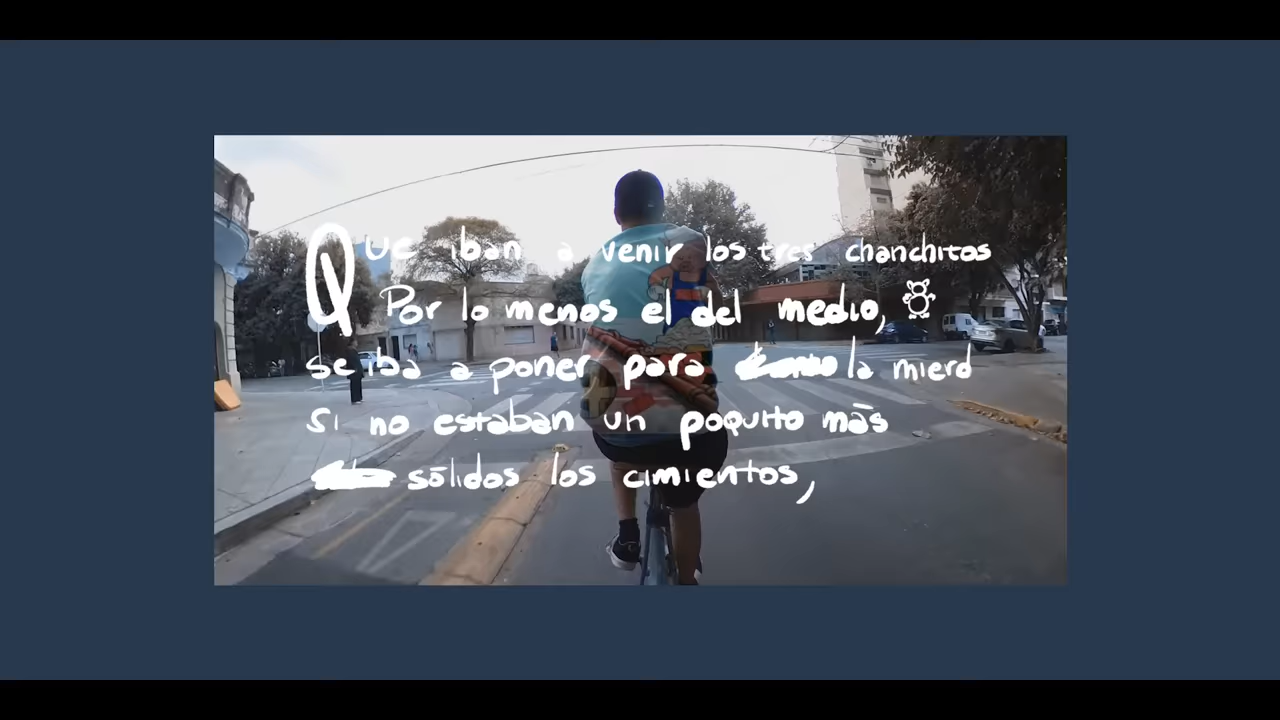 Que iban a venir los tres chanchitos
Por lo menos el del medio,
se iba a poner para la mierd
Si no estaban un poquito más
sólidos los cimientos,